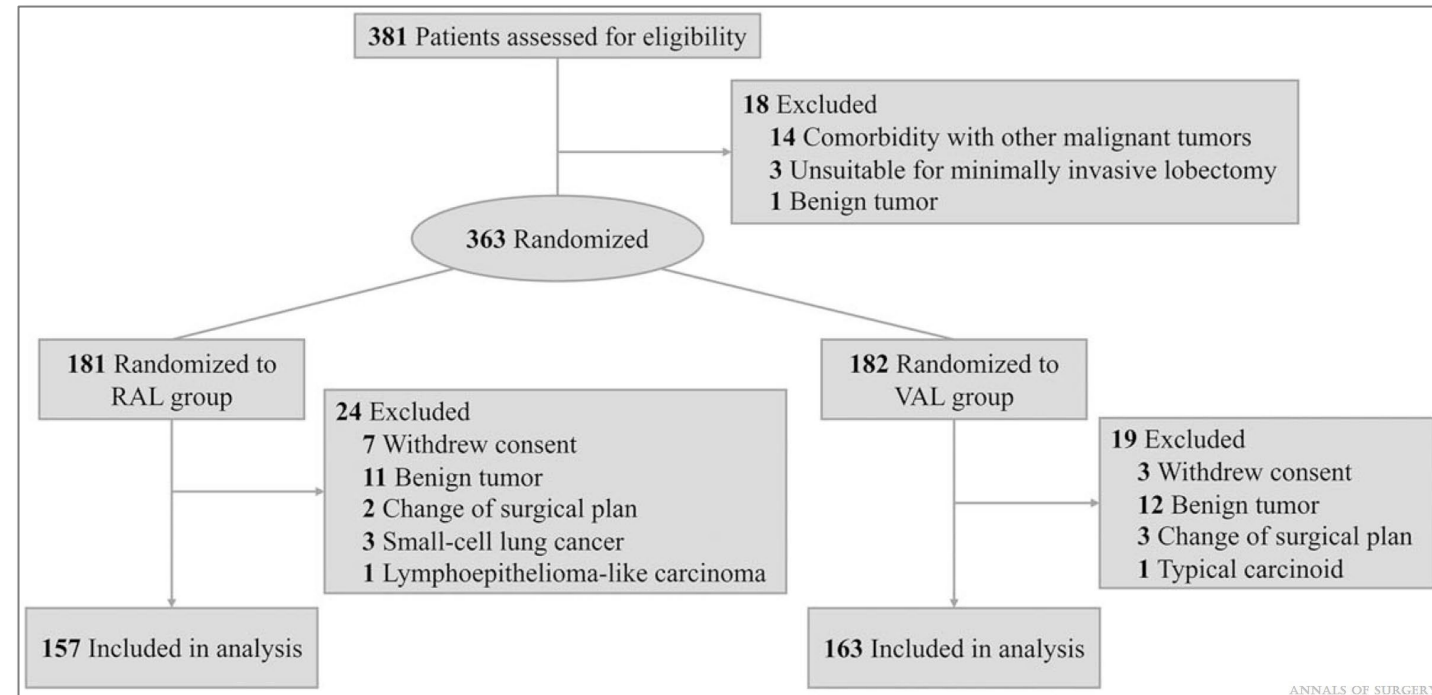 381 Patients assessed for eligibility
18 Excluded
14 Comorbidity with other malignant tumors
3 Unsuitable for minimally invasive lobectomy
1 Benign tumor
363 Randomized
181 Randomized to
RAL group
24 Excluded
7 Withdrew consent
11 Benign tumor
2 Change of surgical plan
3 Small-cell lung cancer
1 Lymphoepithelioma-like carcinoma
157 Included in analysis
182 Randomized to
VAL group
19 Excluded
3 Withdrew consent
12 Benign tumor
3 Change of surgical plan
1 Typical carcinoid
163 Included in analysis
ANNALS OF SURGERY